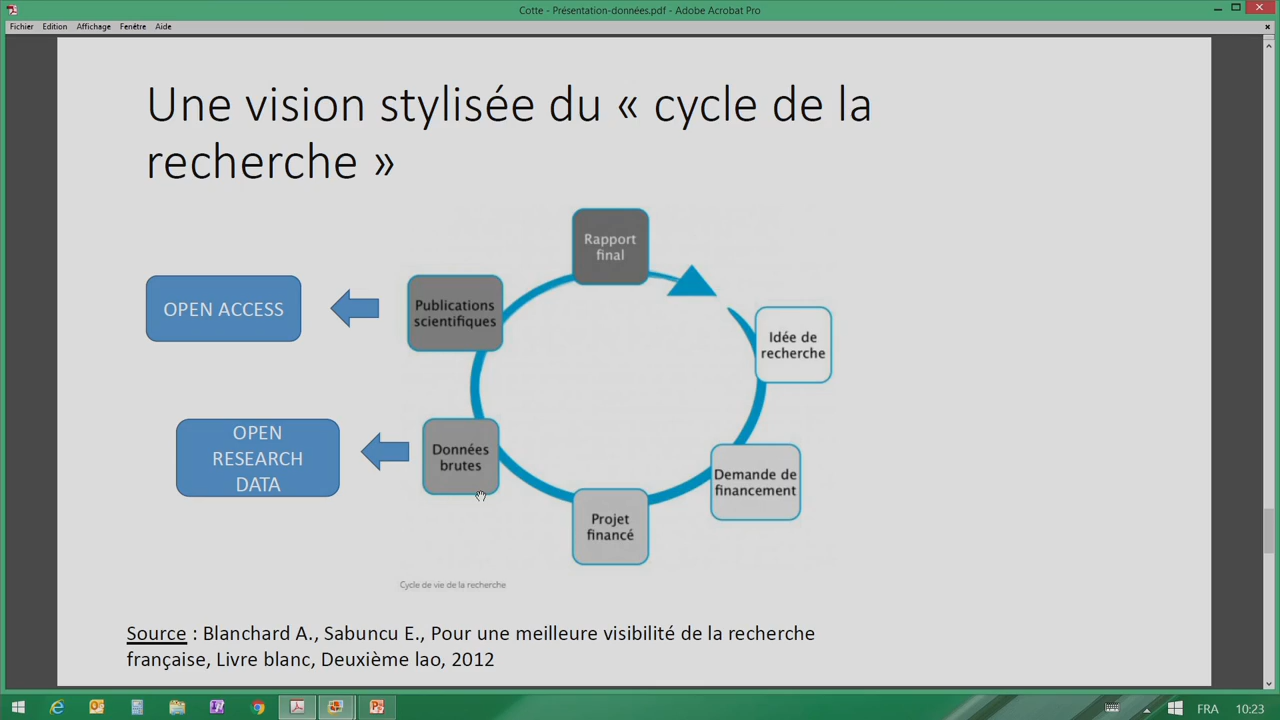 Cotte - Présentation-données.pdf - Adobe Acrobat Pro
Fichier Edition Affichage Fenêtre Aide
Une vision stylisée du « cycle de la
recherche »
Rapport
final
OPEN ACCESS
Publications
scientifiques
Idée de
recherche
OPEN
RESEARCH
DATA
Données
brutes
Demande de
financement
Projet
financé
Cycle de vie de la recherche
Source : Blanchard A., Sabuncu E., Pour une meilleure visibilité de la recherche
française, Livre blanc, Deuxième lao, 2012
FRA 10:23